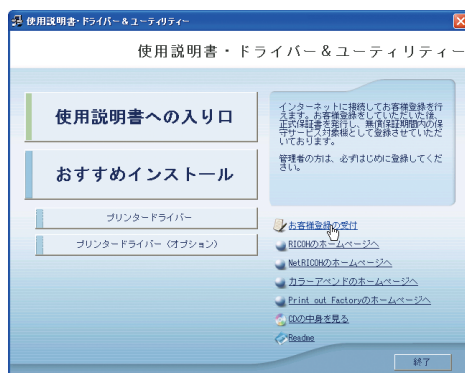 使用説明書・ドライバー＆ユーティリティー
使用説明書・ドライバー＆ユーティリティー
使用説明書への入り口
おすすめインストール
プリンタードライバー
プリンタードライバー（オプション）
インターネットに接続してお客様登録を行
えます。お客様登録をしていただいた後、
正式保証書を発行し、無償保証期間内の保
守サービス対象機として登録させていただ
いております。
管理者の方は、必ずはじめに登録してくだ
さい。
お客様登録の受付
RICOHのホームページへ
NetRICOHのホームページへ
カラーアペンドのホームページへ
Print out Factoryのホームページへ
CDの中身を見る
Readme
終了